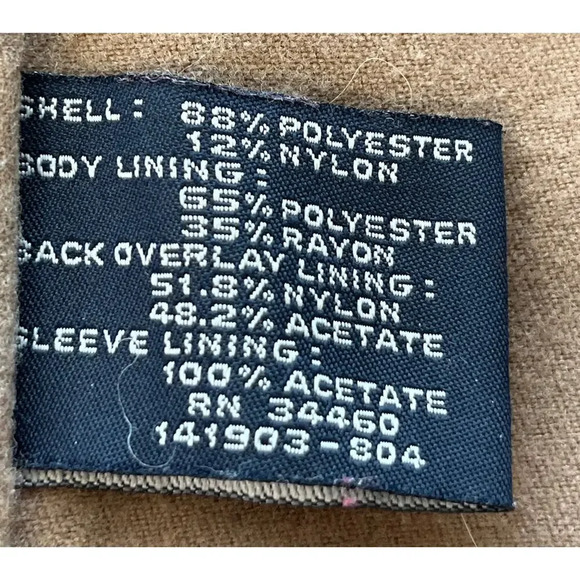 SHELL: 88% POLYESTER
12% NYLON
BODY LINING:
65% POLYESTER
35% RAYON
BACK OVERLAY LINING:
51.8% NYLON
48.2% ACETATE
SLEEVE LINING:
100% ACETATE
RN 34460
141903-804